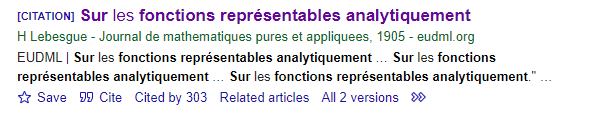 [CITATION] Sur les fonctions représentables analytiquement
H Lebesgue - Journal de mathematiques pures et appliquees, 1905 - eudml.org
EUDML | Sur les fonctions représentables analytiquement ... Sur les fonctions
représentables analytiquement ... Sur les fonctions représentables analytiquement." ...
Save Cite Cited by 303 Related articles All 2 versions